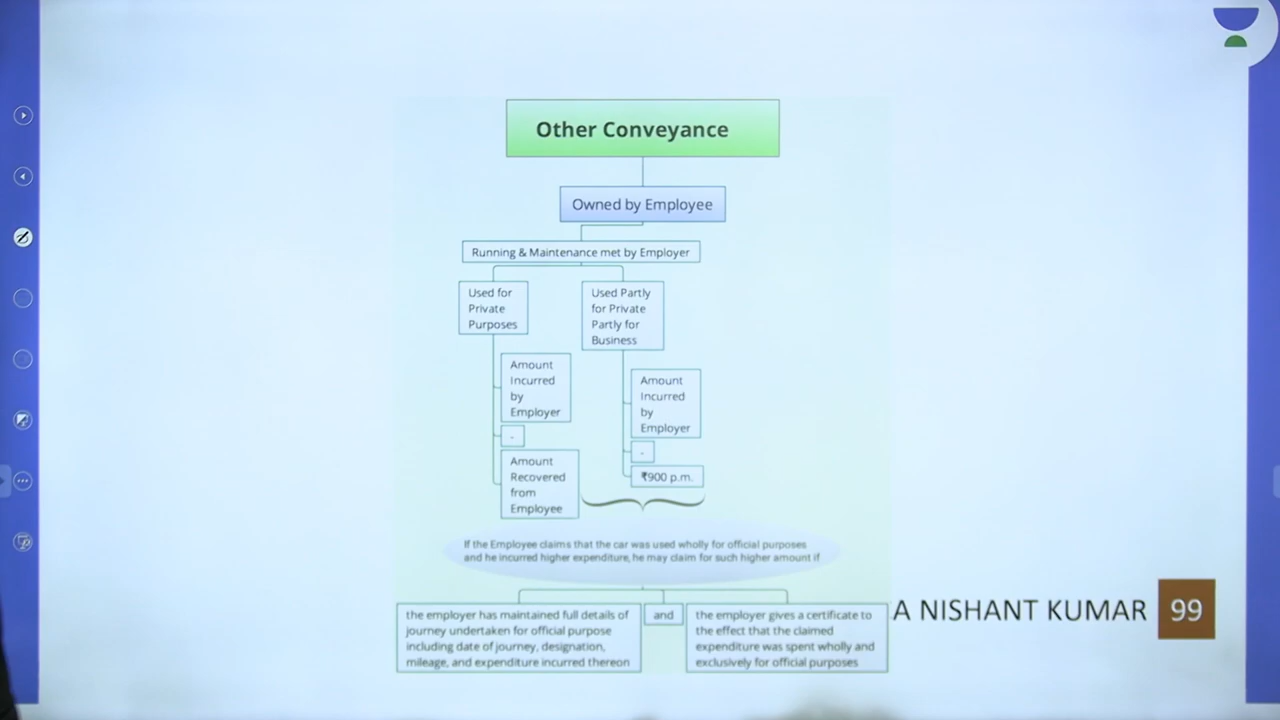 Other Conveyance
Owned by Employee
Running & Maintenance met by Employer
Used for
Private
Purposes
Used Partly
for Private
Partly for
Business
Amount
Incurred
by
Employer
-
Amount
Recovered
from
Employee
Amount
Incurred
by
Employer
-
₹900 p.m.
If the Employee claims that the car was used wholly for official purposes
and he incurred higher expenditure, he may claim for such higher amount if
the employer has maintained full details of
journey undertaken for official purpose
including date of journey, designation,
mileage, and expenditure incurred thereon
and
the employer gives a certificate to
the effect that the claimed
expenditure was spent wholly and
exclusively for official purposes
A NISHANT KUMAR
99